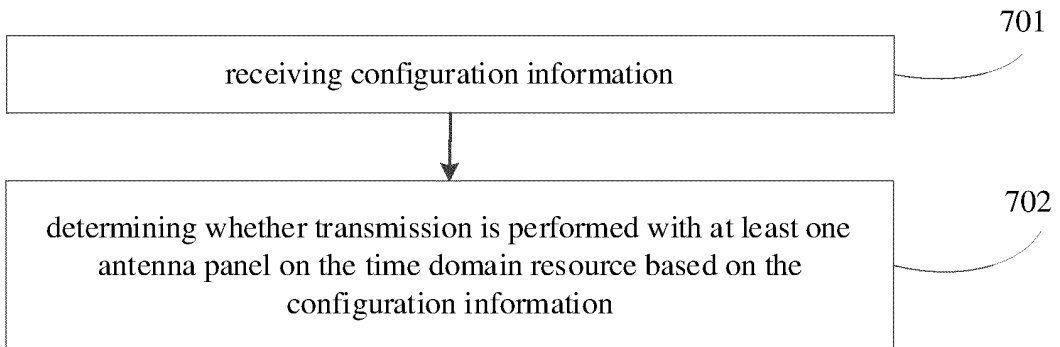 701
receiving configuration information
702
determining whether transmission is performed with at least one
antenna panel on the time domain resource based on the
configuration information